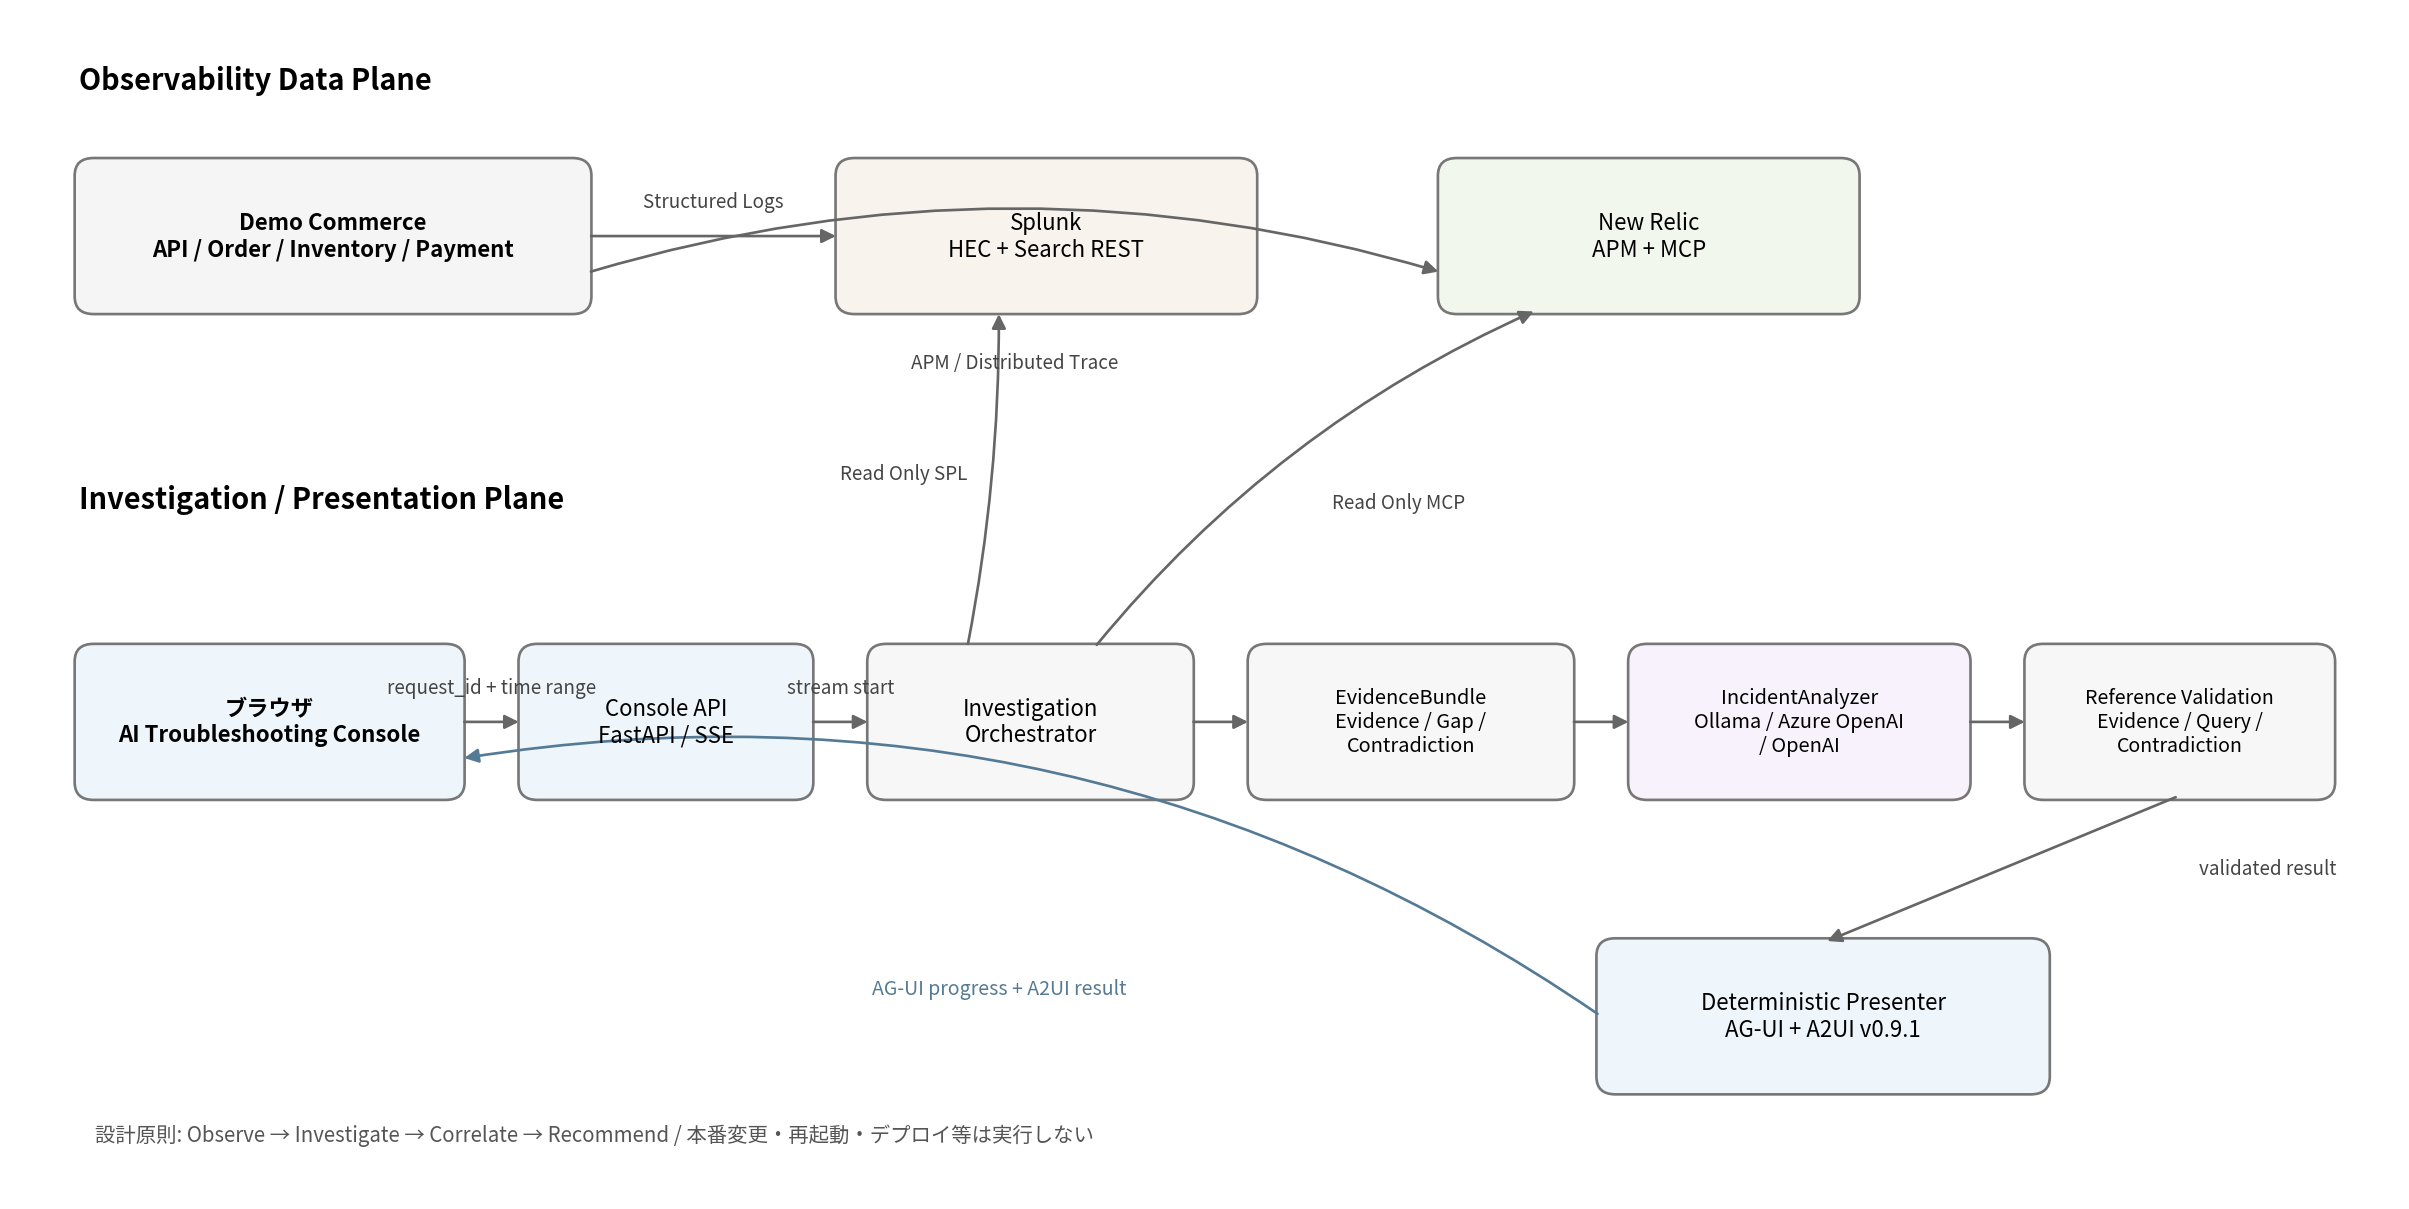 Observability Data Plane
Demo Commerce
API / Order / Inventory / Payment
Structured Logs
Splunk
HEC + Search REST
New Relic
APM + MCP
APM / Distributed Trace
Read Only SPL
Read Only MCP
Investigation / Presentation Plane
ブラウザ
AI Troubleshooting Console
request_id + time range
Console API
FastAPI / SSE
stream start
Investigation
Orchestrator
EvidenceBundle
Evidence / Gap /
Contradiction
IncidentAnalyzer
Ollama / Azure OpenAI
/ OpenAI
Reference Validation
Evidence / Query /
Contradiction
validated result
AG-UI progress + A2UI result
Deterministic Presenter
AG-UI + A2UI v0.9.1
設計原則: Observe → Investigate → Correlate → Recommend / 本番変更・再起動・デプロイ等は実行しない